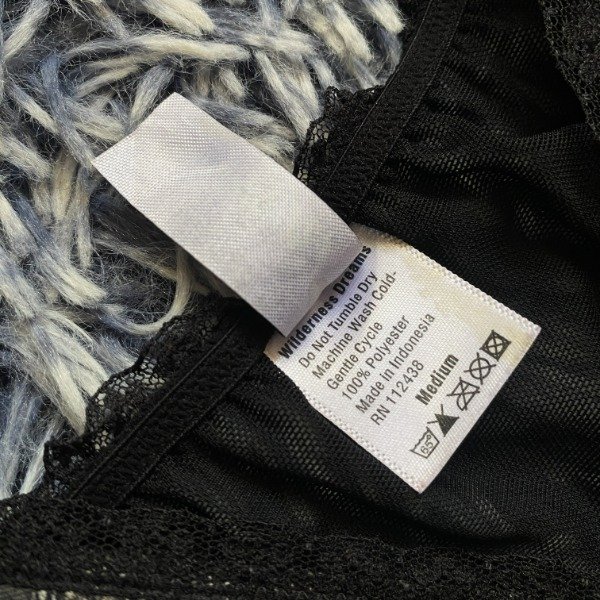 Wilderness Dreams
Do Not Tumble Dry
Machine Wash Cold-
Gentle Cycle
100% Polyester
Made in Indonesia
RN 112438
Medium